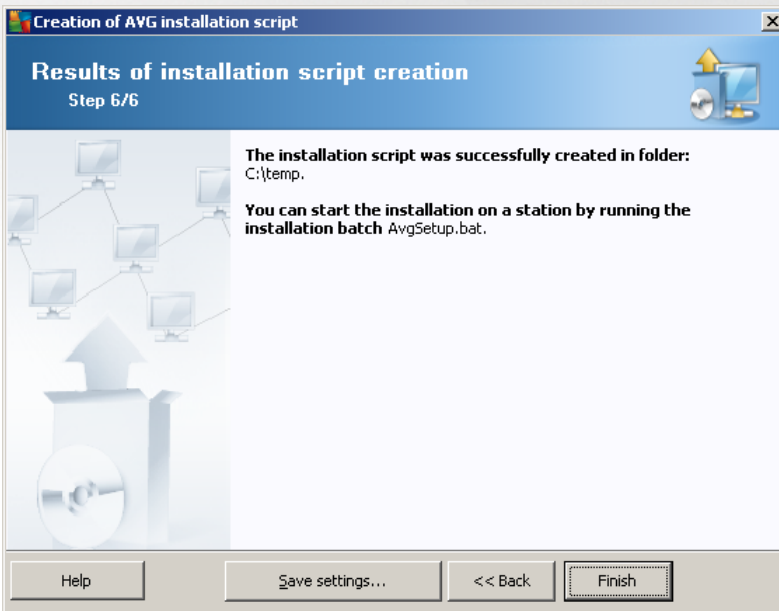 Creation of AVG installation script
Results of installation script creation
Step 6/6
The installation script was successfully created in folder:
C:\temp.
You can start the installation on a station by running the
installation batch AvgSetup.bat.
Help
Save settings...
<< Back
Finish